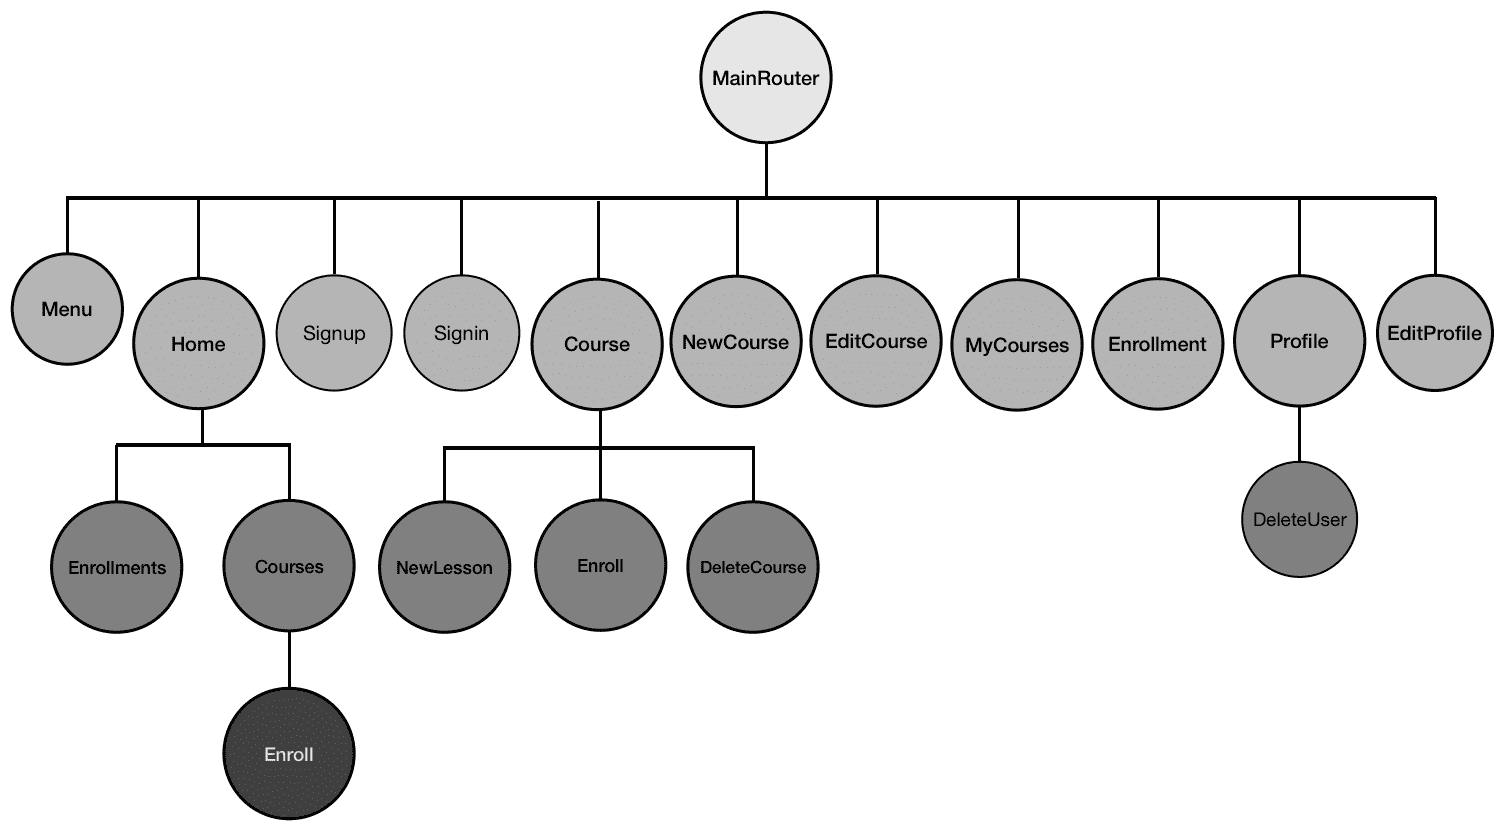 MainRouter
Menu
Home
Signup
Signin
Course
NewCourse
EditCourse
MyCourses
Enrollment
Profile
EditProfile
Enrollments
Courses
NewLesson
Enroll
DeleteCourse
DeleteUser
Enroll